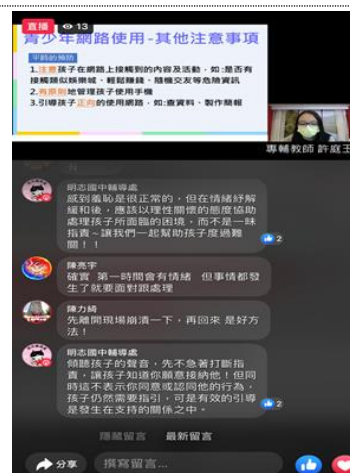 直播
13
青少年網路使用-其他注意事項
平時的預防
1.注意孩子在網路上接觸到的內容及活動，如:是否有
接觸類似娛樂城、輕鬆賺錢、隨機交友等危險資訊
2.有原則地管理孩子使用手機
3.引導孩子正向的使用網路，如:查資料、製作簡報
專輔教師 許庭王
明志國中輔導處
感到羞恥是很正常的，但在情緒紓解
緩和後，應該以理性關懷的態度協助
處理孩子所面臨的困境，而不是一味
指責~讓我們一起幫助孩子度過難
關！！
2
陳亮宇
確實 第一時間會有情緒 但事情都發
生了就要面對跟處理
陳力綺
先離開現場崩潰一下，再回來 是好方
法！
明志國中輔導處
傾聽孩子的聲音，先不急著打斷指
責，讓孩子知道你願意接納他！但同
時這不表示你同意或認同他的行為，
孩子仍然需要指引，可是有效的引導
是發生在支持的關係之中。
2
隱藏留言 最新留言
分享 撰寫留言...